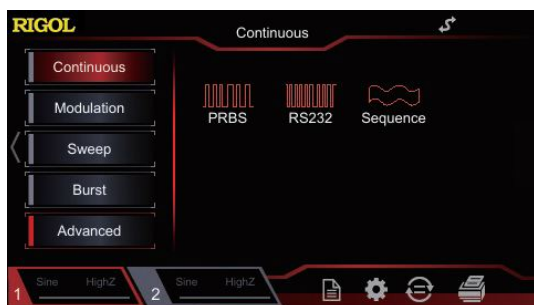 RIGOL
Continuous
Continuous
Modulation
Sweep
Burst
Advanced
PRBS RS232 Sequence
1 Sine HighZ 2 Sine HighZ